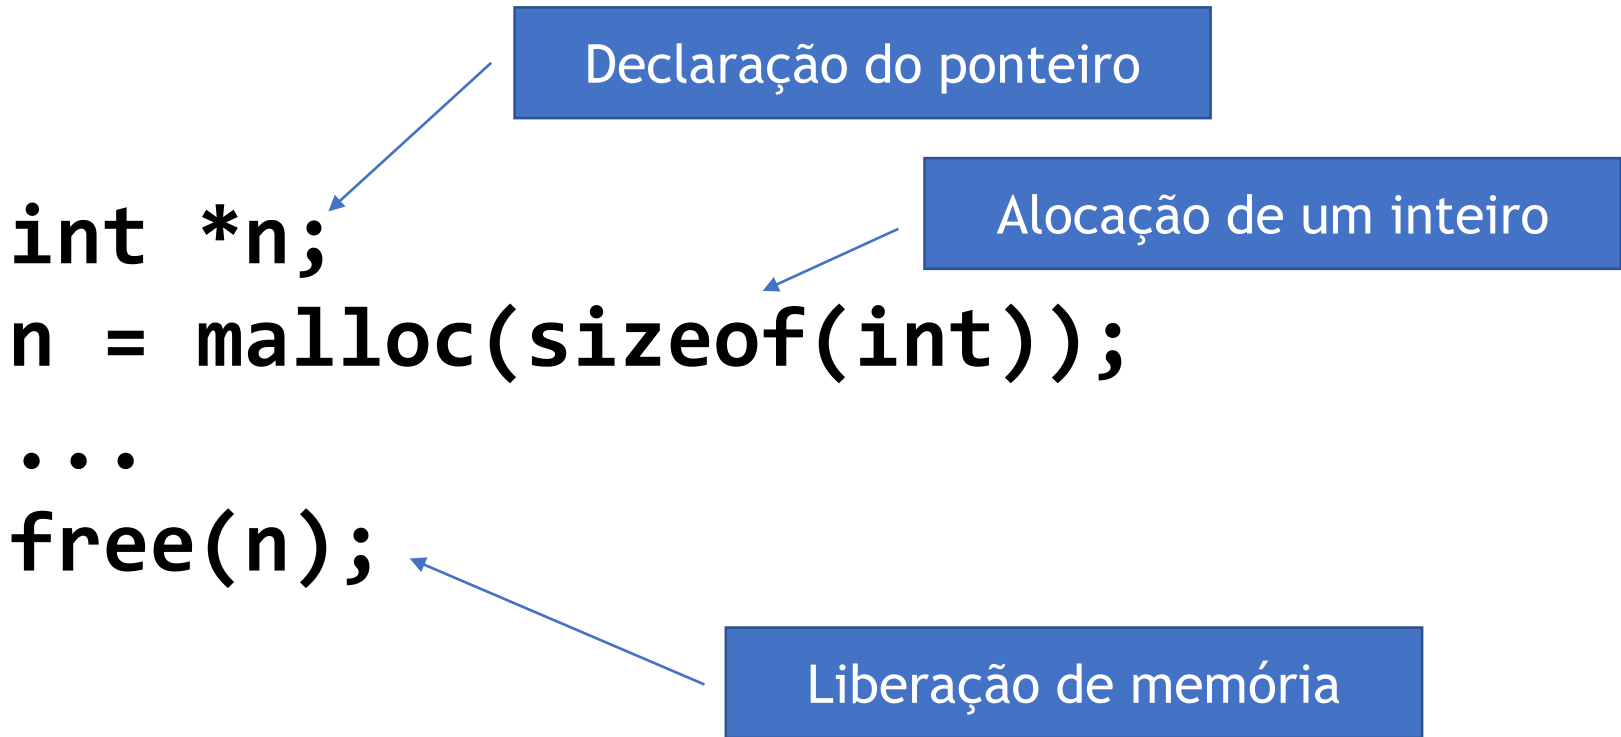 Declaração do ponteiro
Alocação de um inteiro
int *n;
n = malloc(sizeof(int));
...
free(n);
Liberação de memória